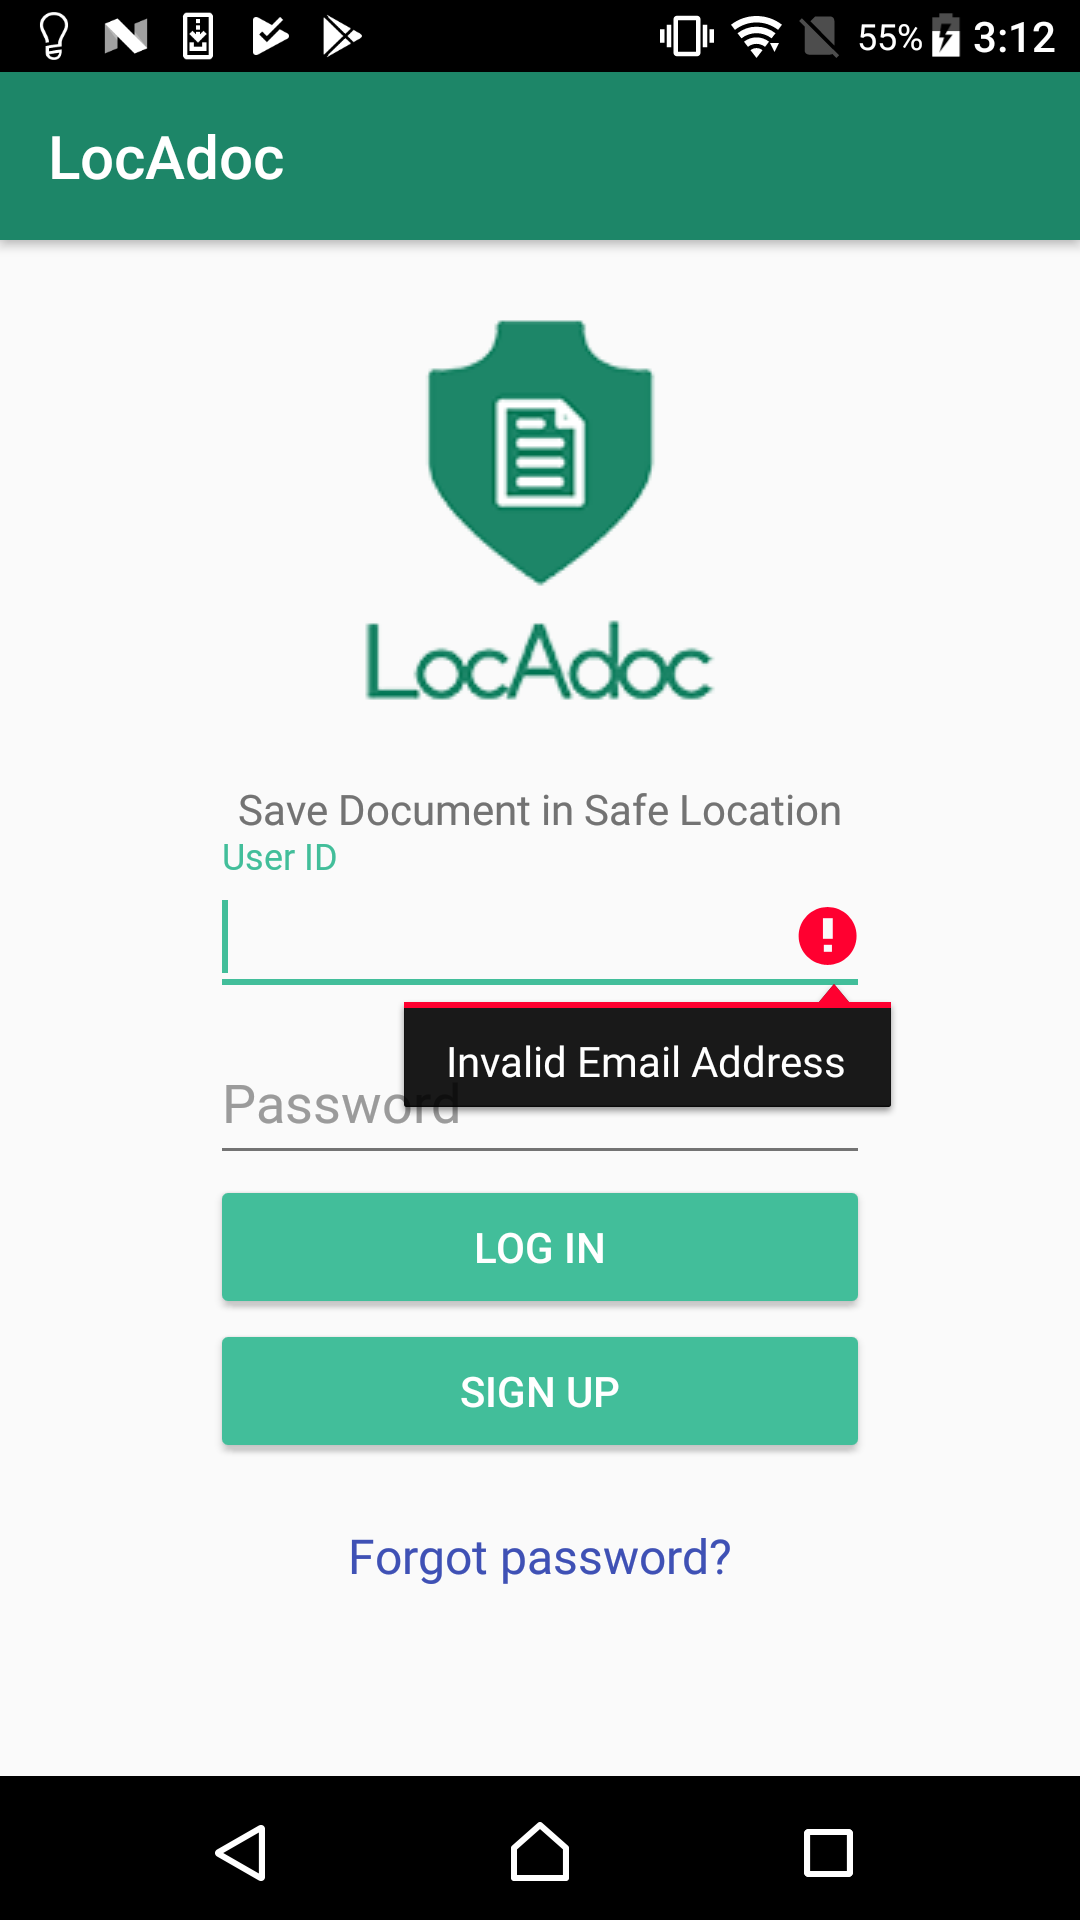 55% 3:12
LocAdoc
LocAdoc
Save Document in Safe Location
User ID
Invalid Email Address
Password
LOG IN
SIGN UP
Forgot password?